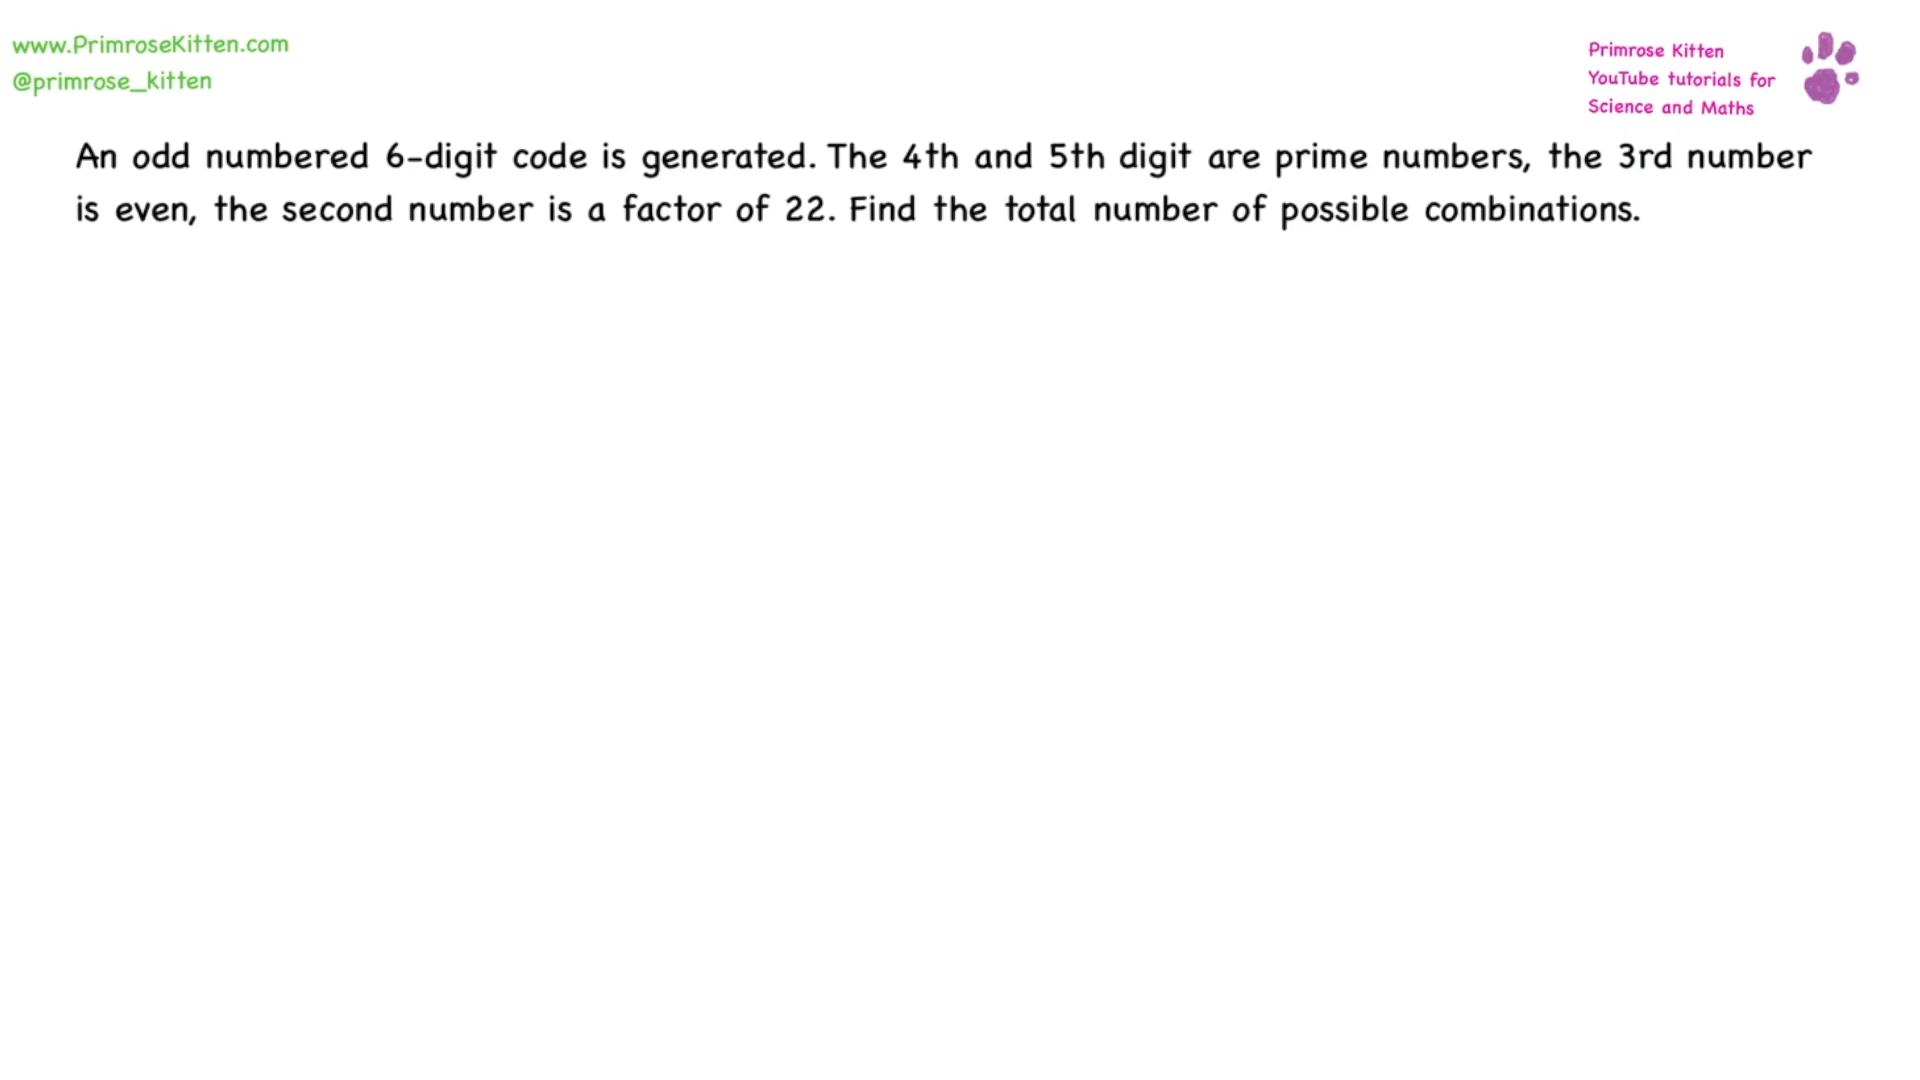 www.PrimroseKitten.com
@primrose_kitten
Primrose Kitten
YouTube tutorials for
Science and Maths
An odd numbered 6-digit code is generated. The 4th and 5th digit are prime numbers, the 3rd number
is even, the second number is a factor of 22. Find the total number of possible combinations.